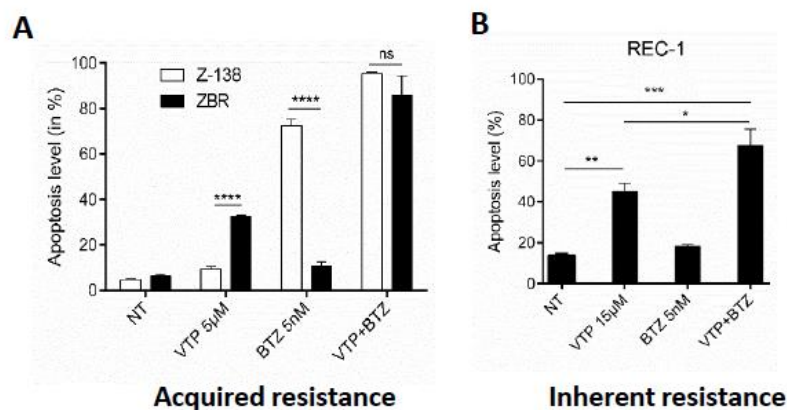 A
Apoptosis level (in %)
100
80
60
40
20
0
Z-138
ZBR
****
****
ns
NT
VTP 5µM
BTZ 5nM
VTP+BTZ
Acquired resistance
B
REC-1
Apoptosis level (%)
100
80
60
40
20
0
***
*
**
NT
VTP 15µM
BTZ 5nM
VTP+BTZ
Inherent resistance